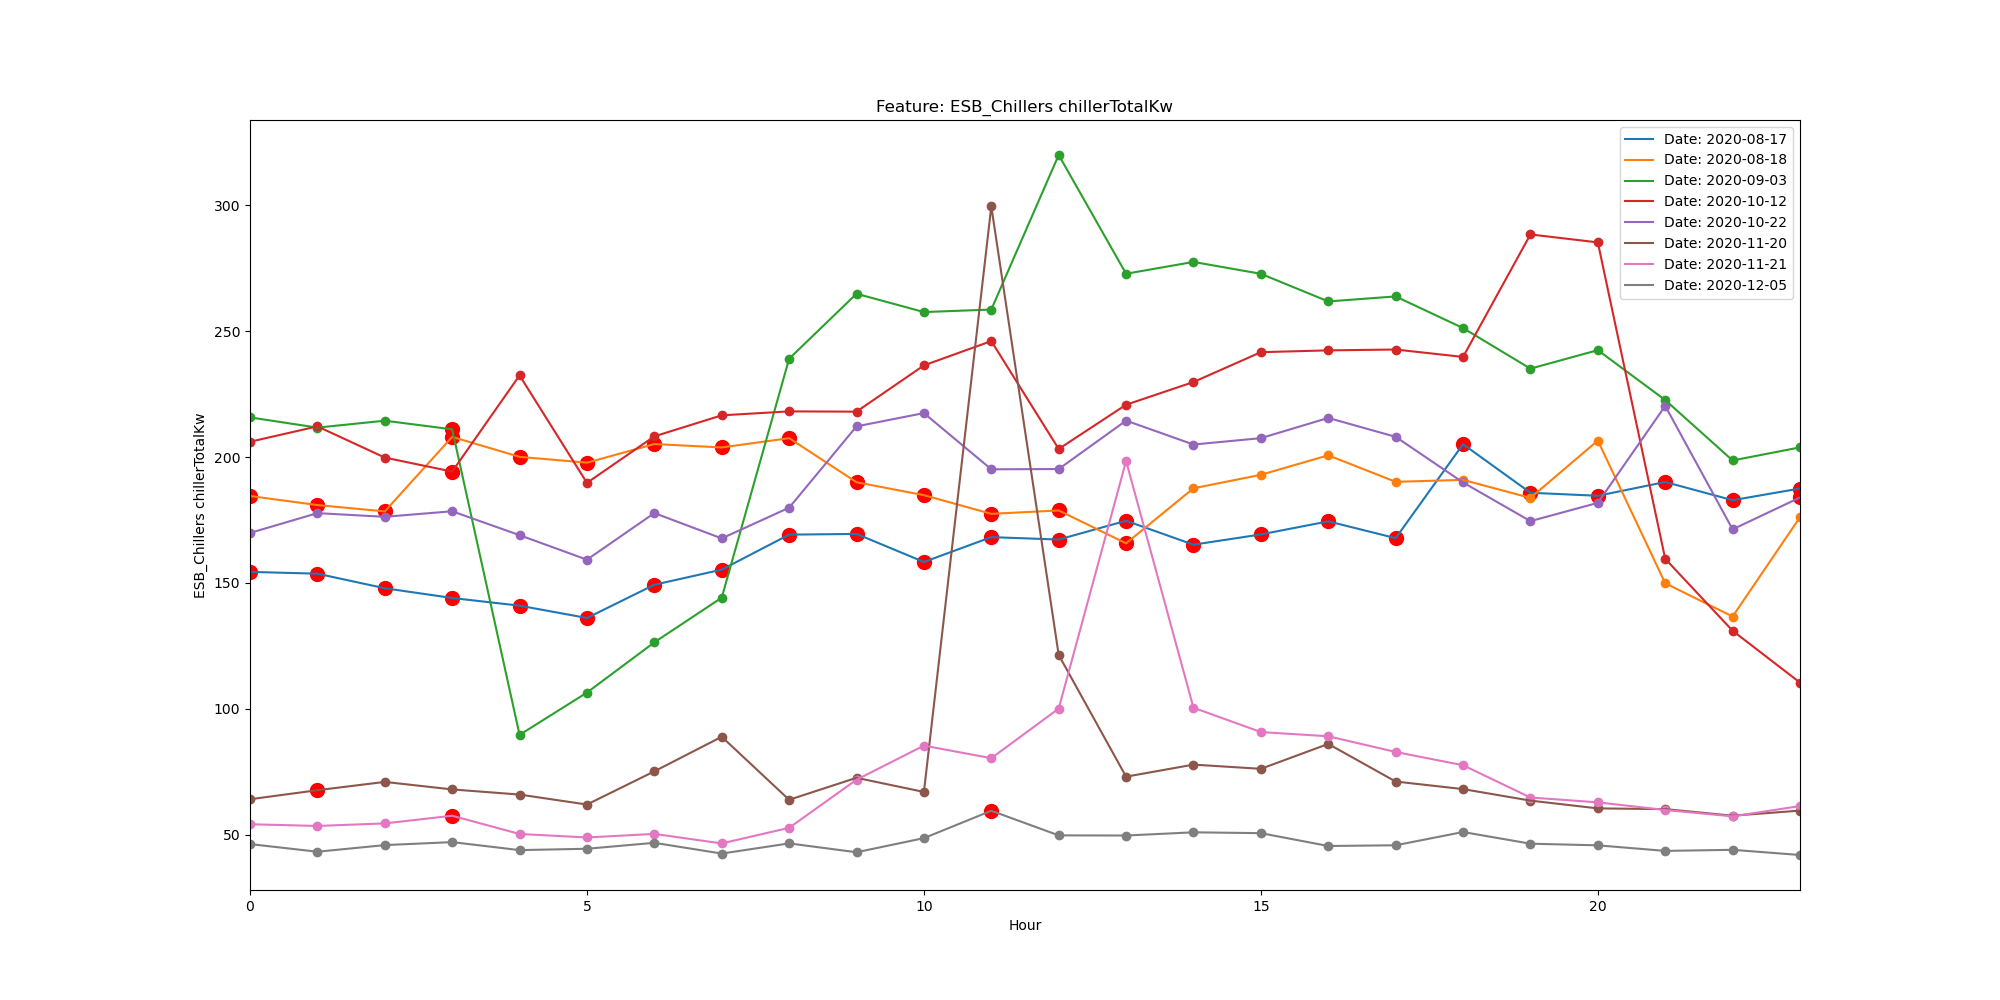 Feature: ESB_Chillers chillerTotalKw
Date: 2020-08-17
Date: 2020-08-18
Date: 2020-09-03
Date: 2020-10-12
Date: 2020-10-22
Date: 2020-11-20
Date: 2020-11-21
Date: 2020-12-05
ESB_Chillers chillerTotalKw
300
250
200
150
100
50
0 5 10 15 20
Hour